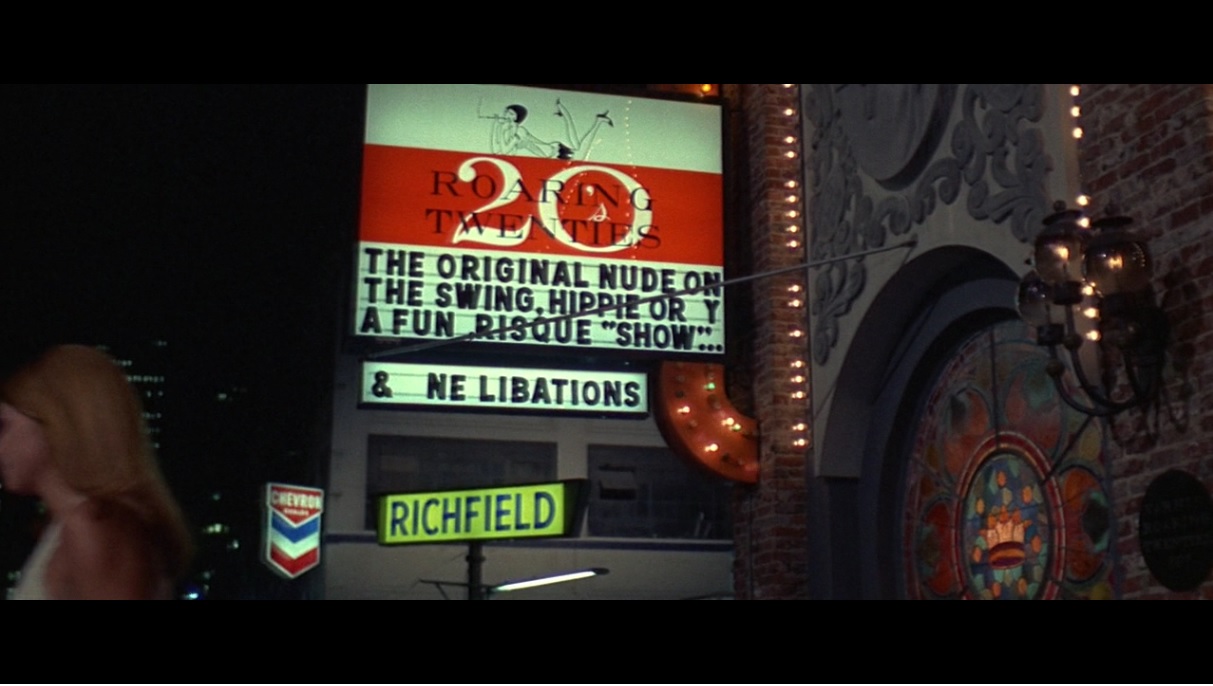 20's
ROARING
TWENTIES
THE ORIGINAL NUDE ON
THE SWING, HIPPIE OR Y
A FUN RISQUE "SHOW"...
& NE LIBATIONS
CHEVRON
RICHFIELD